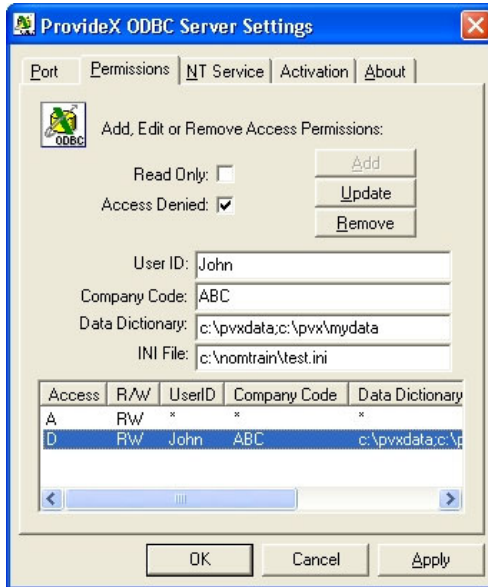 ProvideX ODBC Server Settings
Port Permissions NT Service Activation About
ODBC
Add, Edit or Remove Access Permissions:
Read Only:
Add
Access Denied:
Update
Remove
User ID: John
Company Code: ABC
Data Dictionary: c:\pvxdata;c:\pvx\mydata
INI File: c:\nomtrain\test.ini
Access R/W UserID Company Code Data Dictionary
A RW * * *
D RW John ABC c:\pvxdata;c:\p
OK Cancel Apply